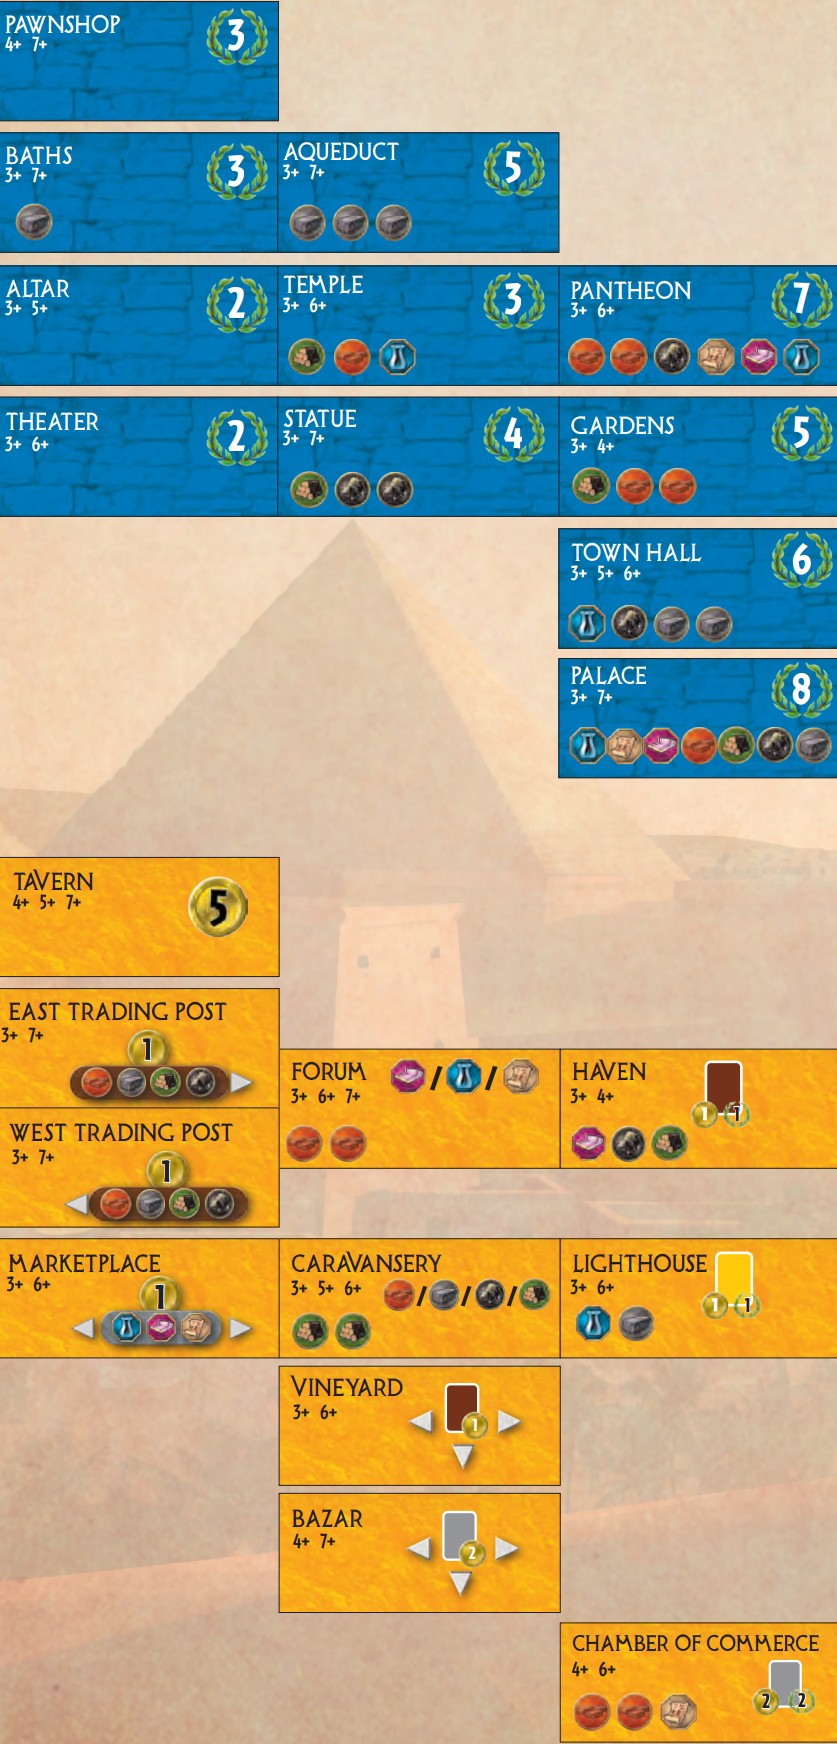 PAWNSHOP
4+ 7+
3
BATHS
3+ 7+
3
AQUEDUCT
3+ 7+
5
ALTAR
3+ 5+
2
TEMPLE
3+ 6+
3
PANTHEON
3+ 6+
7
THEATER
3+ 6+
2
STATUE
3+ 7+
4
GARDENS
3+ 4+
5
TOWN HALL
3+ 5+ 6+
6
PALACE
3+ 7+
8
TAVERN
4+ 5+ 7+
5
EAST TRADING POST
3+ 7+
1
WEST TRADING POST
3+ 7+
1
FORUM
3+ 6+ 7+
/ /
HAVEN
3+ 4+
1 1
MARKETPLACE
3+ 6+
1
CARAVANSERY
3+ 5+ 6+
/ / /
LIGHTHOUSE
3+ 6+
1 1
VINEYARD
3+ 6+
1
BAZAR
4+ 7+
2
CHAMBER OF COMMERCE
4+ 6+
2 2